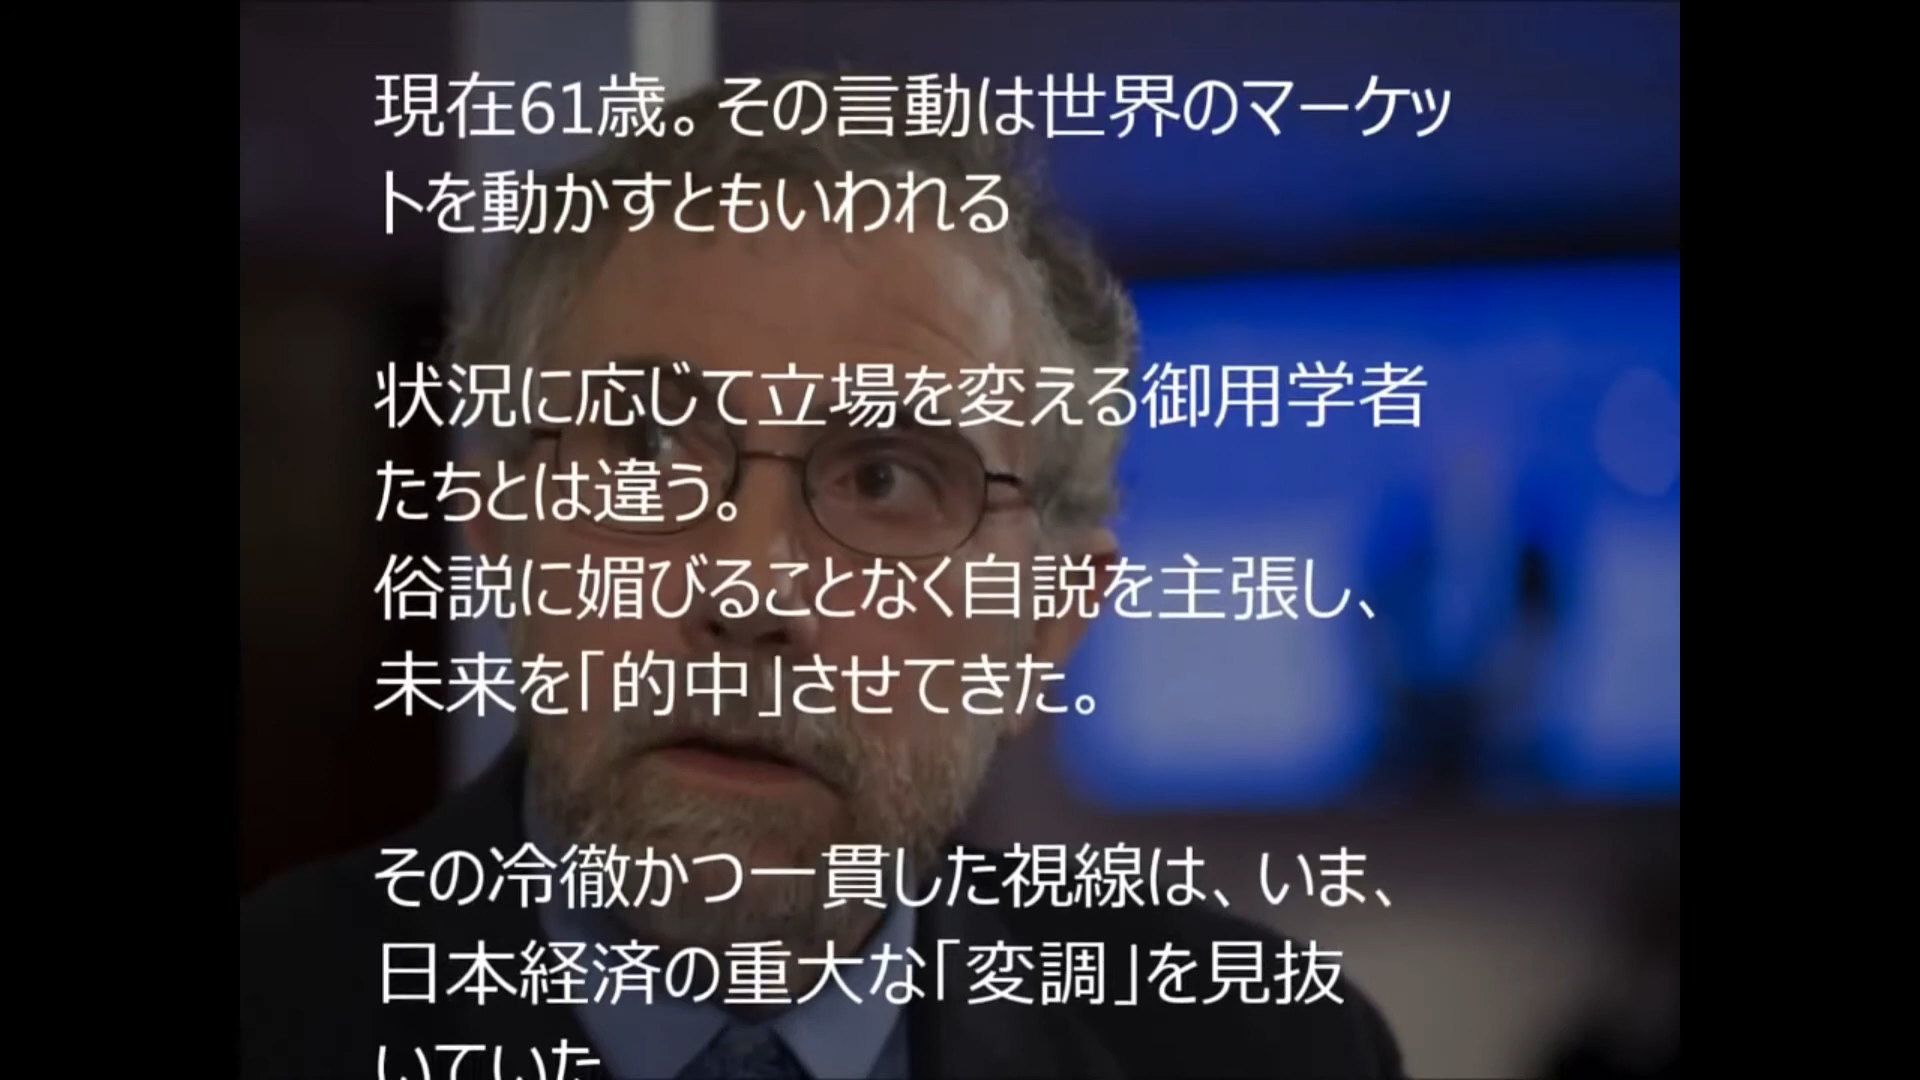 現在61歳。その言動は世界のマーケッ
トを動かすともいわれる
状況に応じて立場を変える御用学者
たちとは違う。
俗説に媚びることなく自説を主張し、
未来を「的中」させてきた。
その冷徹かつ一貫した視線は、いま、
日本経済の重大な「変調」を見抜
いていた